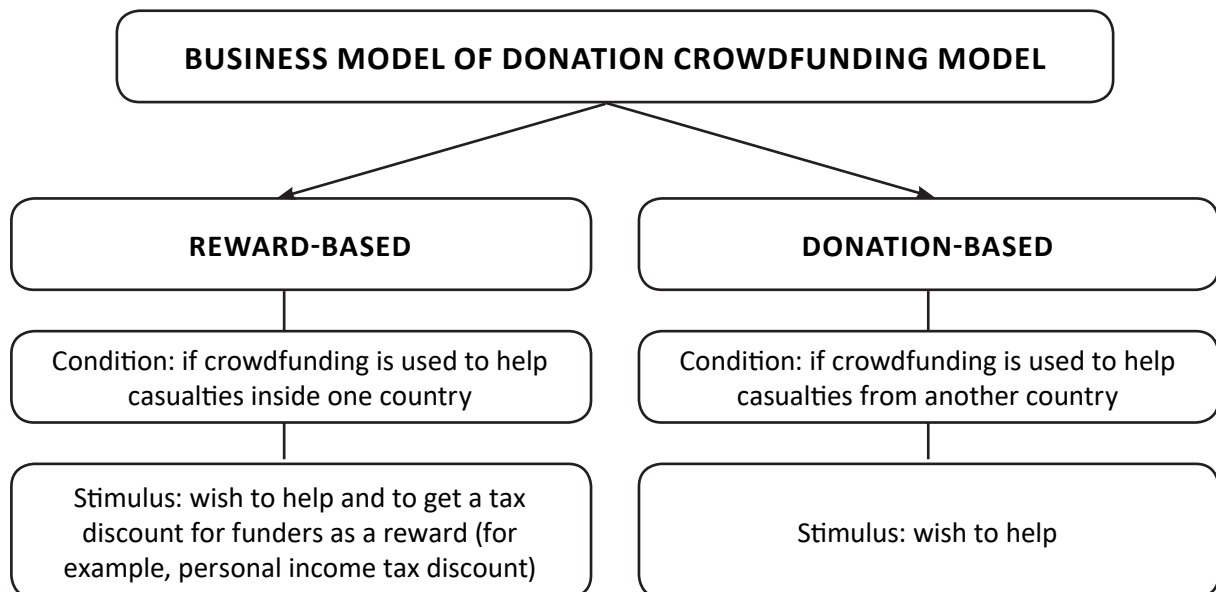 BUSINESS MODEL OF DONATION CROWDFUNDING MODEL
REWARD-BASED
Condition: if crowdfunding is used to help
casualties inside one country
Stimulus: wish to help and to get a tax
discount for funders as a reward (for
example, personal income tax discount)
DONATION-BASED
Condition: if crowdfunding is used to help
casualties from another country
Stimulus: wish to help